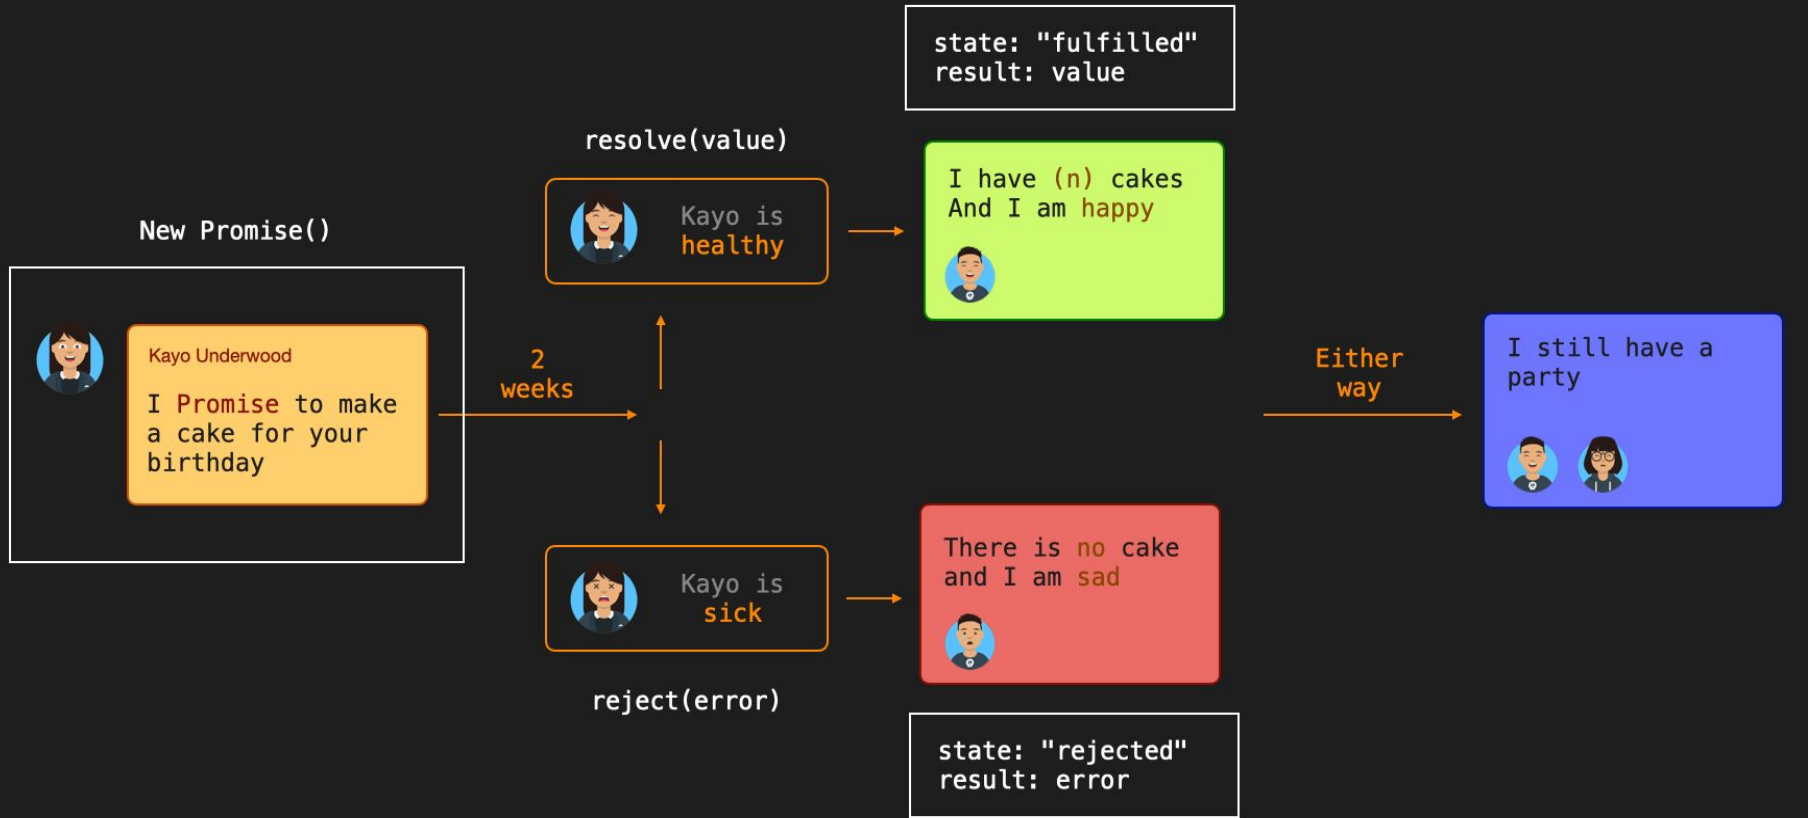 New Promise()
Kayo Underwood
I Promise to make
a cake for your
birthday
2
weeks
resolve(value)
Kayo is
healthy
state: "fulfilled"
result: value
I have (n) cakes
And I am happy
Kayo is
sick
reject(error)
There is no cake
and I am sad
state: "rejected"
result: error
Either
way
I still have a
party